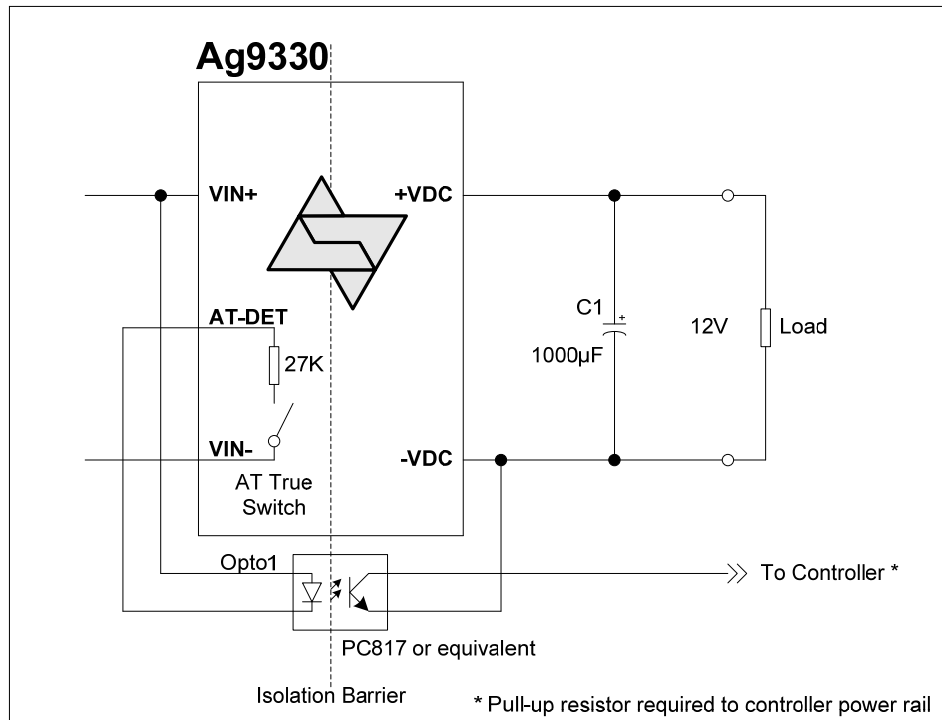 Ag9330
VIN+
+VDC
AT-DET
27K
C1
+
1000µF
12V
Load
VIN-
-VDC
AT True
Switch
Opto1
To Controller *
PC817 or equivalent
Isolation Barrier
* Pull-up resistor required to controller power rail